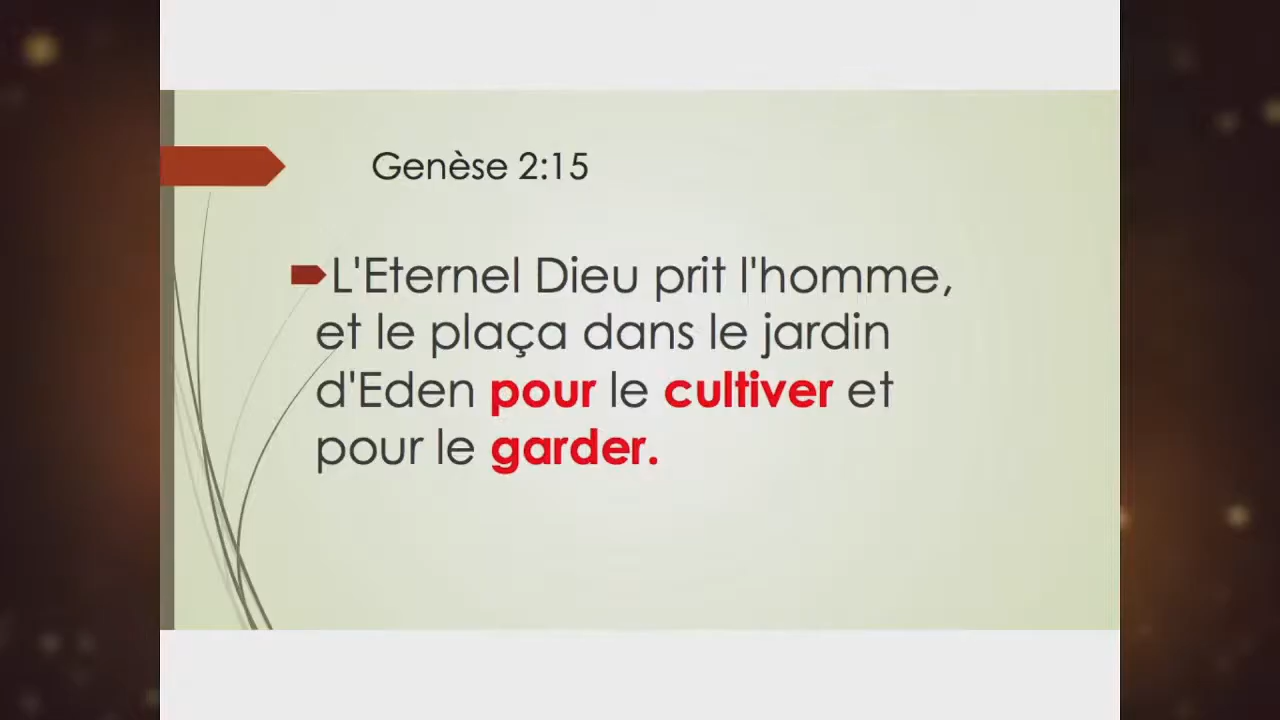 Genèse 2:15
L'Eternel Dieu prit l'homme,
et le plaça dans le jardin
d'Eden pour le cultiver et
pour le garder.